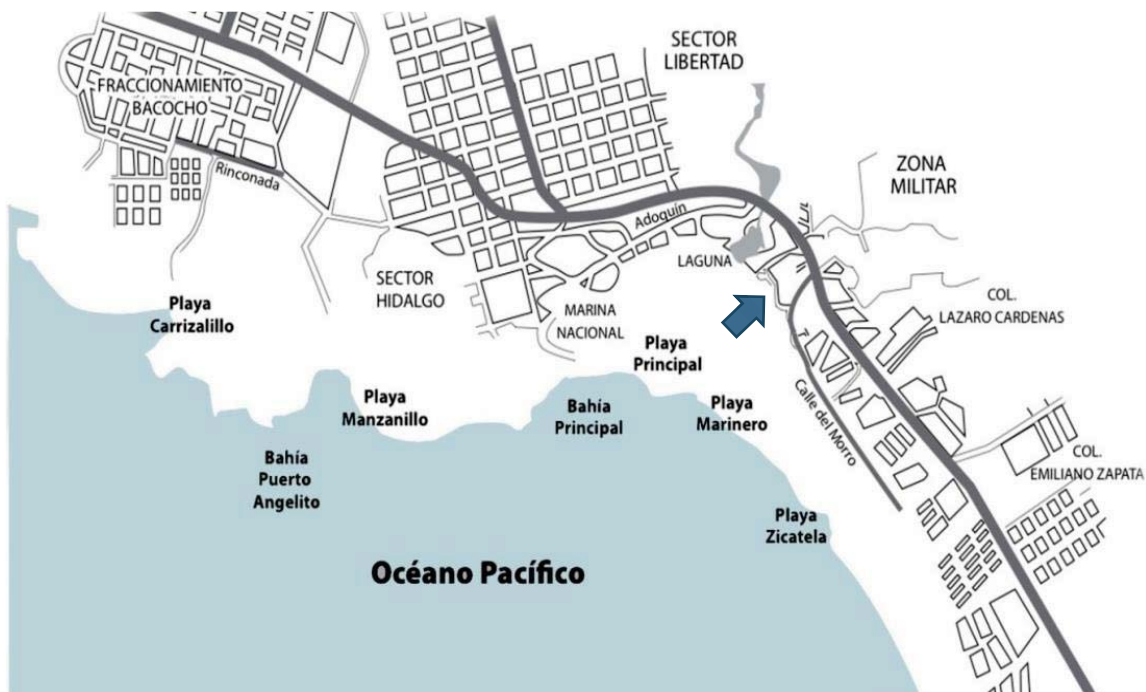 SECTOR
LIBERTAD
FRACCIONAMIENTO
BACOCHO
Rinconada
ZONA
MILITAR
Adoquín
LAGUNA
SECTOR
HIDALGO
MARINA
NACIONAL
COL.
LAZARO CARDENAS
Playa
Carrizalillo
Playa
Principal
Playa
Manzanillo
Bahía
Principal
Playa
Marinero
Calle del Morro
Bahía
Puerto
Angelito
COL.
EMILIANO ZAPATA
Playa
Zicatela
Océano Pacífico